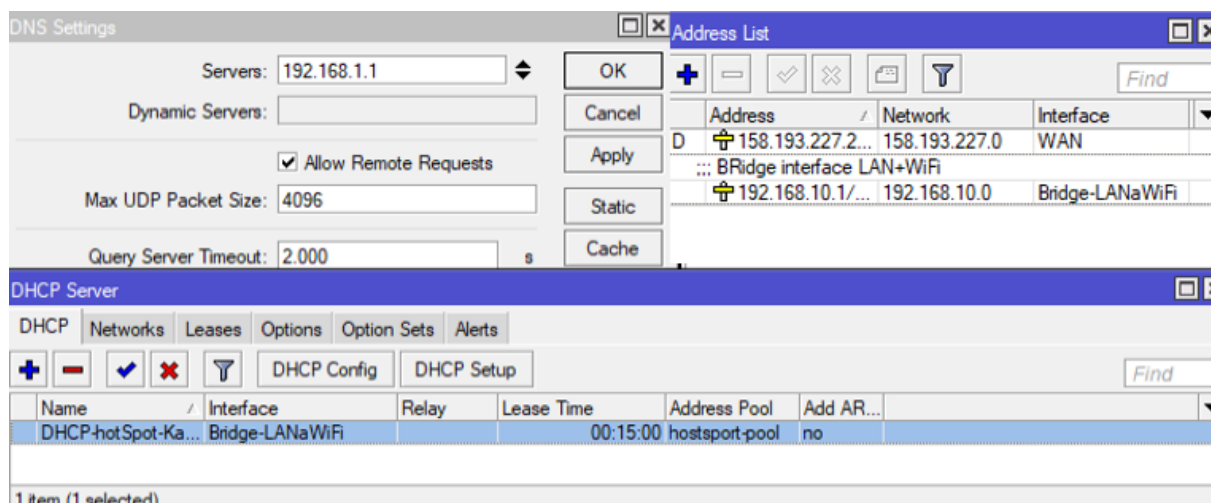 DNS Settings
Servers: 192.168.1.1
OK
Dynamic Servers:
Cancel
Allow Remote Requests
Apply
Max UDP Packet Size: 4096
Static
Query Server Timeout: 2.000 s
Cache
Address List
Find
Address Network Interface
D 158.193.227.2... 158.193.227.0 WAN
;;; BRidge interface LAN+WiFi
192.168.10.1/... 192.168.10.0 Bridge-LANaWiFi
DHCP Server
DHCP Networks Leases Options Option Sets Alerts
DHCP Config DHCP Setup Find
Name Interface Relay Lease Time Address Pool Add AR...
DHCP-hotSpot-Ka... Bridge-LANaWiFi 00:15:00 hostsport-pool no
1 item (1 selected)